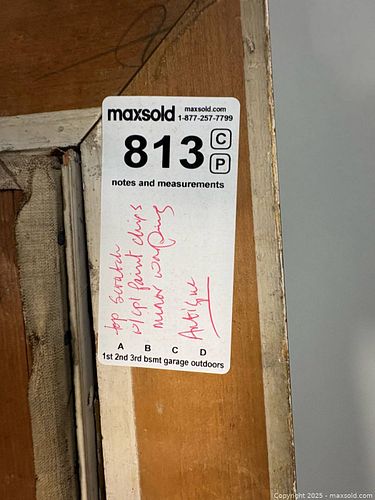 maxsold
maxsold.com
1-877-257-7799
813
C
P
notes and measurements
top scratch
w/cpl paint chips
minor warping
Antique
A B C D
1st 2nd 3rd bsmt garage outdoors
Copyright © 2025 - maxsold.com